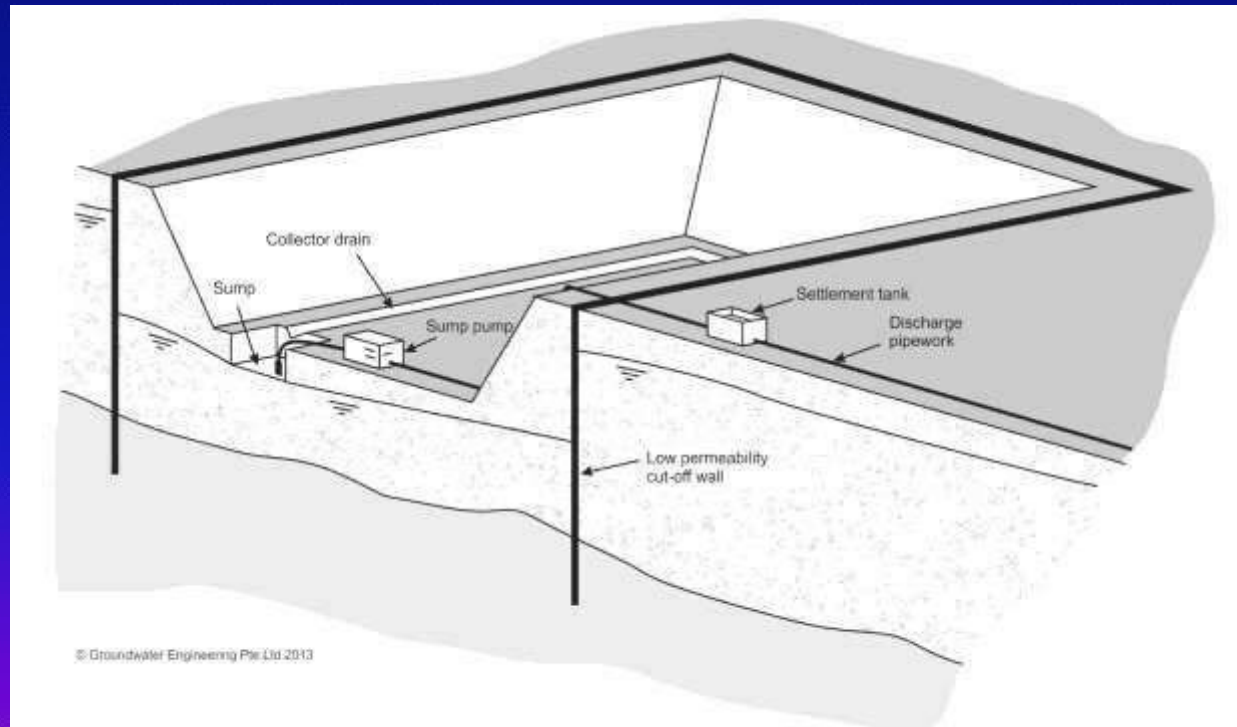 Collector drain
Sump
Sump pump
Settlement tank
Discharge
pipework
Low permeability
cut-off wall
© Groundwater Engineering Pte Ltd 2013